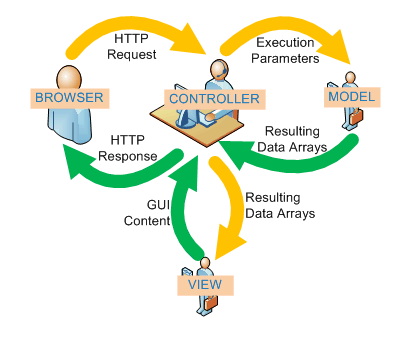 HTTP
Request
Execution
Parameters
BROWSER
CONTROLLER
MODEL
HTTP
Response
Resulting
Data Arrays
GUI
Content
Resulting
Data Arrays
VIEW